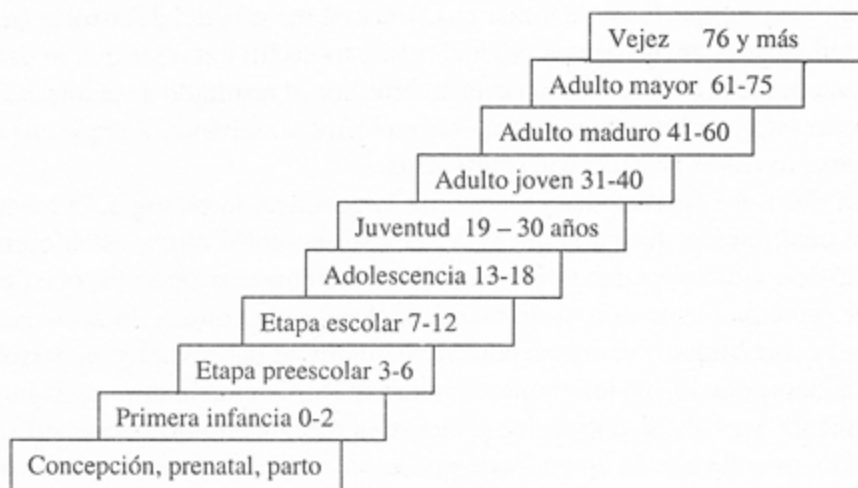 Vejez 76 y más
Adulto mayor 61-75
Adulto maduro 41-60
Adulto joven 31-40
Juventud 19 – 30 años
Adolescencia 13-18
Etapa escolar 7-12
Etapa preescolar 3-6
Primera infancia 0-2
Concepción, prenatal, parto